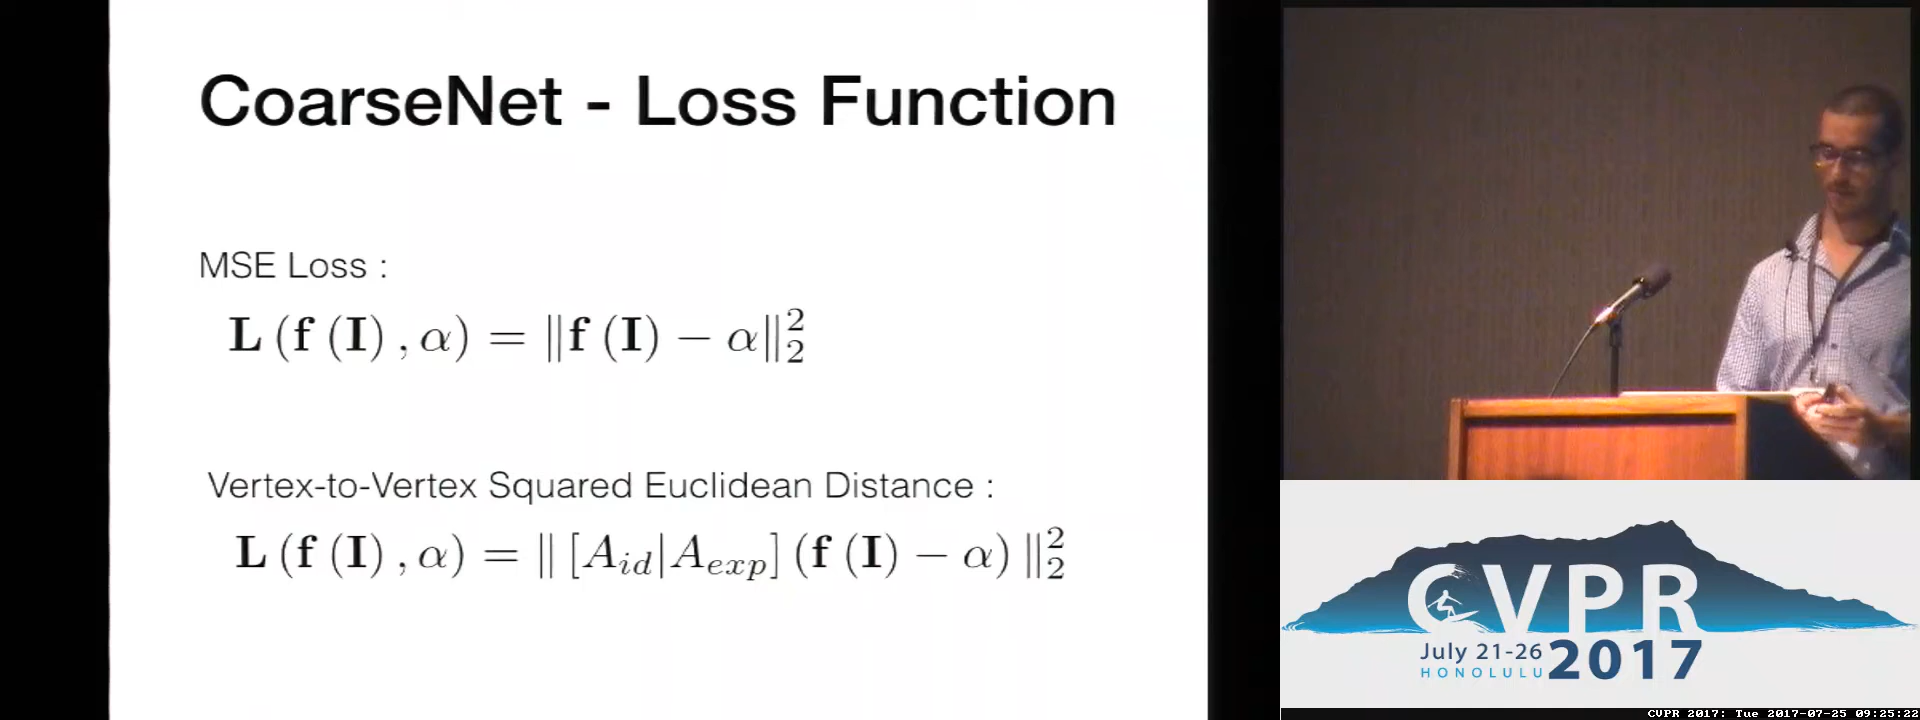 CoarseNet - Loss Function
MSE Loss :
L (f (I) , α) = ‖f (I) − α‖₂²
Vertex-to-Vertex Squared Euclidean Distance :
L (f (I) , α) = ‖ [A_id|A_exp] (f (I) − α) ‖₂²
CVPR
July 21-26
HONOLULU
2017
CVPR 2017: Tue 2017-07-25 09:25:22